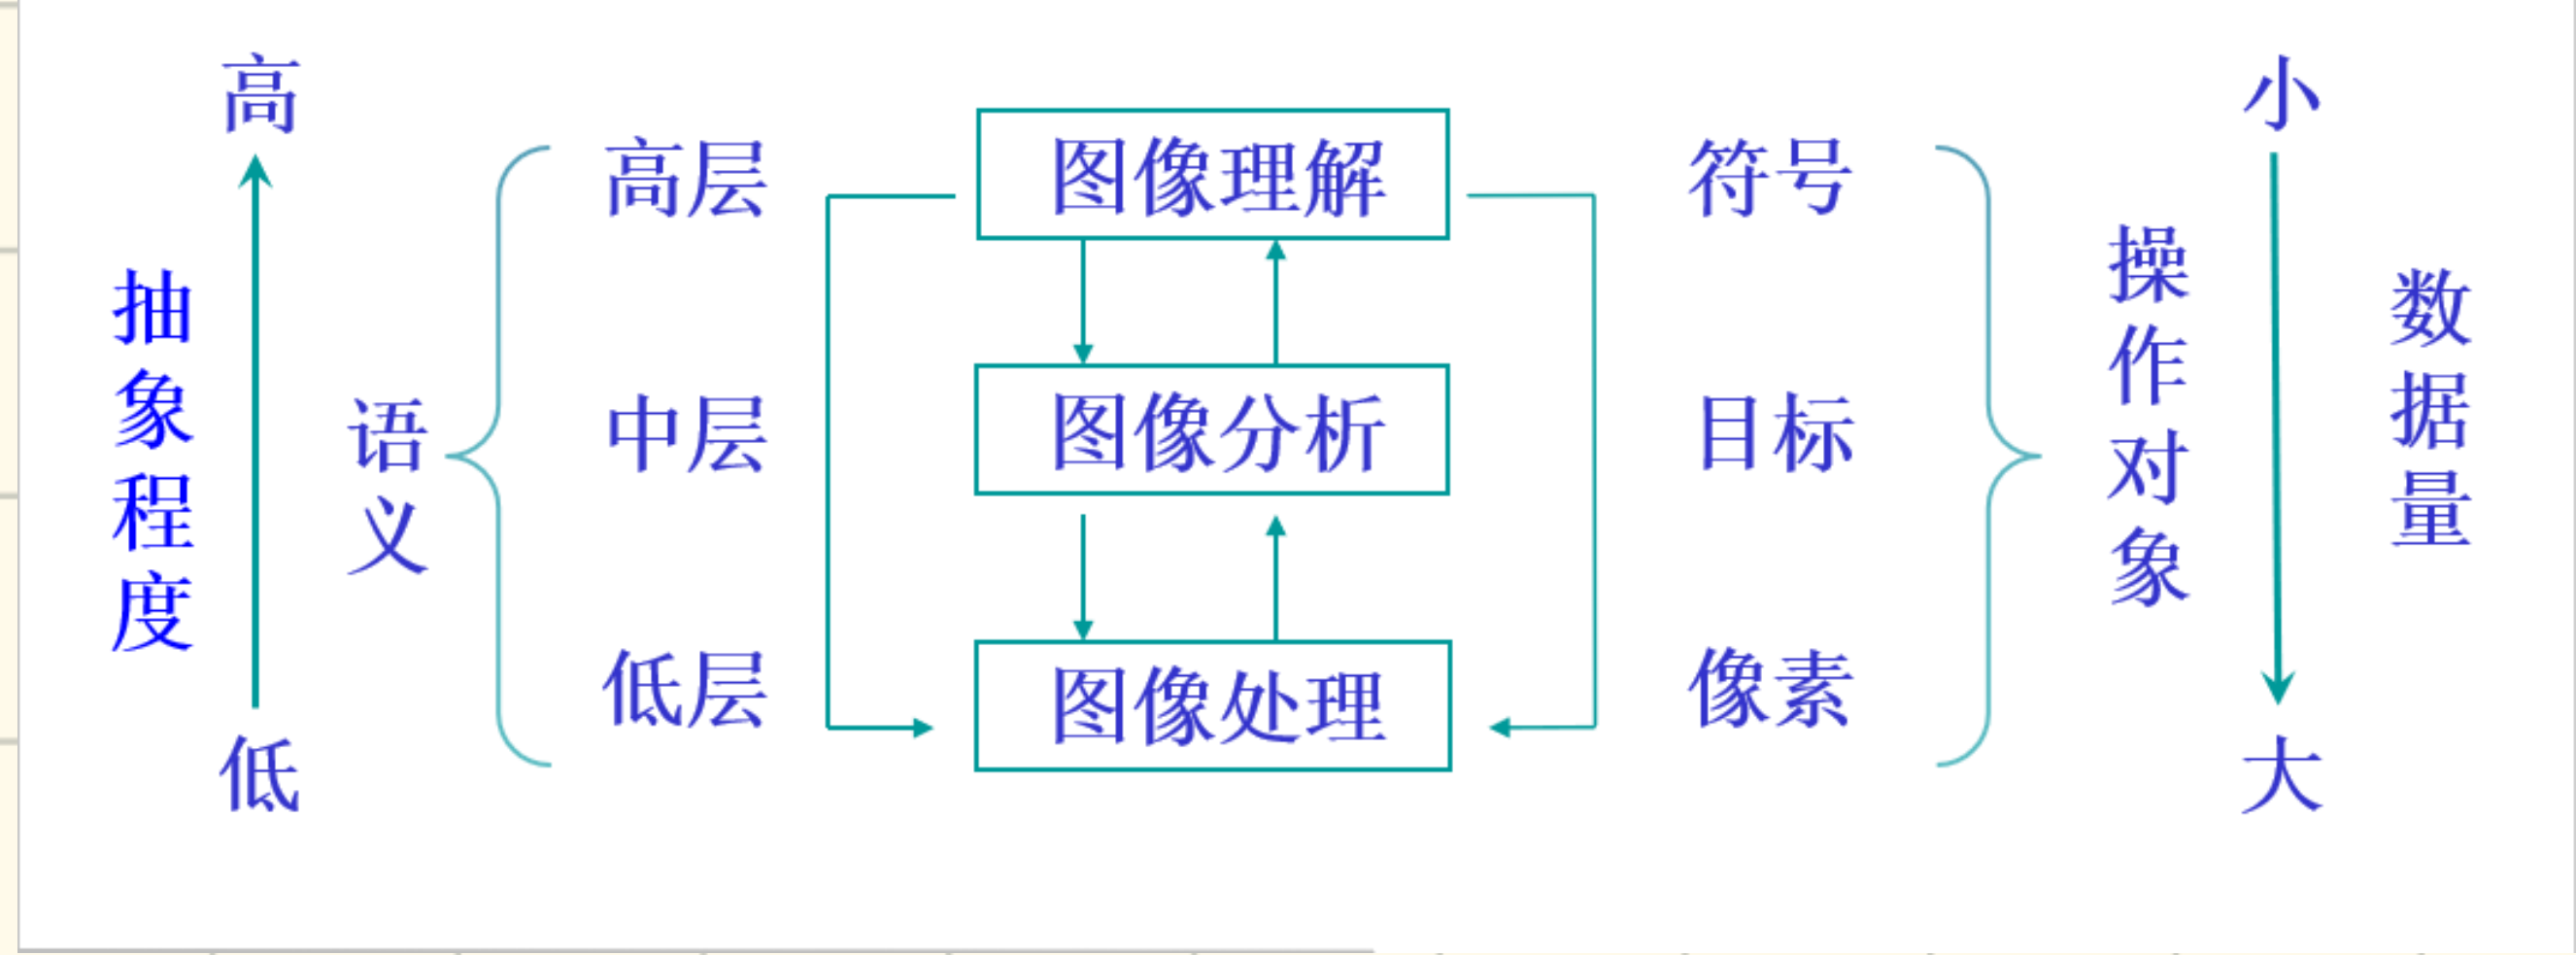 高
小
高层
图像理解
符号
抽象程度
语义
中层
图像分析
目标
操作对象
数据量
低层
图像处理
像素
低
大